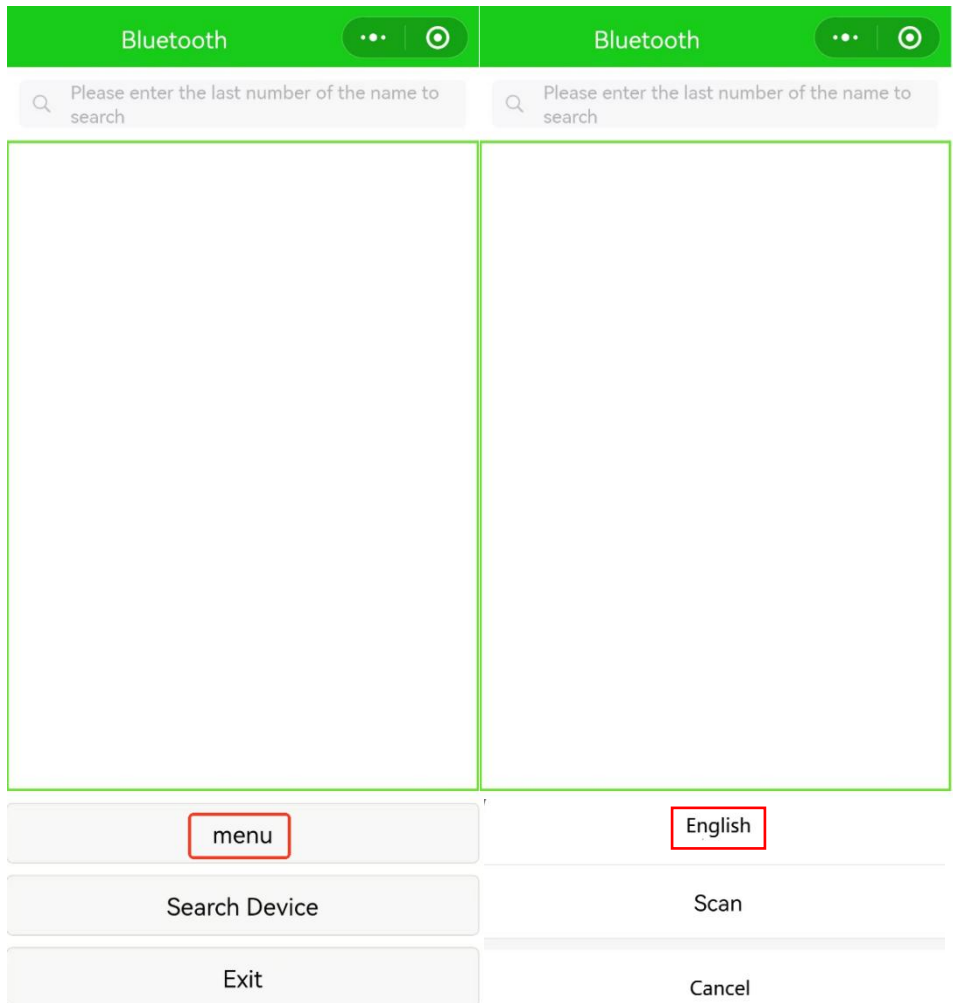 Bluetooth
Please enter the last number of the name to
search
menu
Search Device
Exit
Bluetooth
Please enter the last number of the name to
search
English
Scan
Cancel